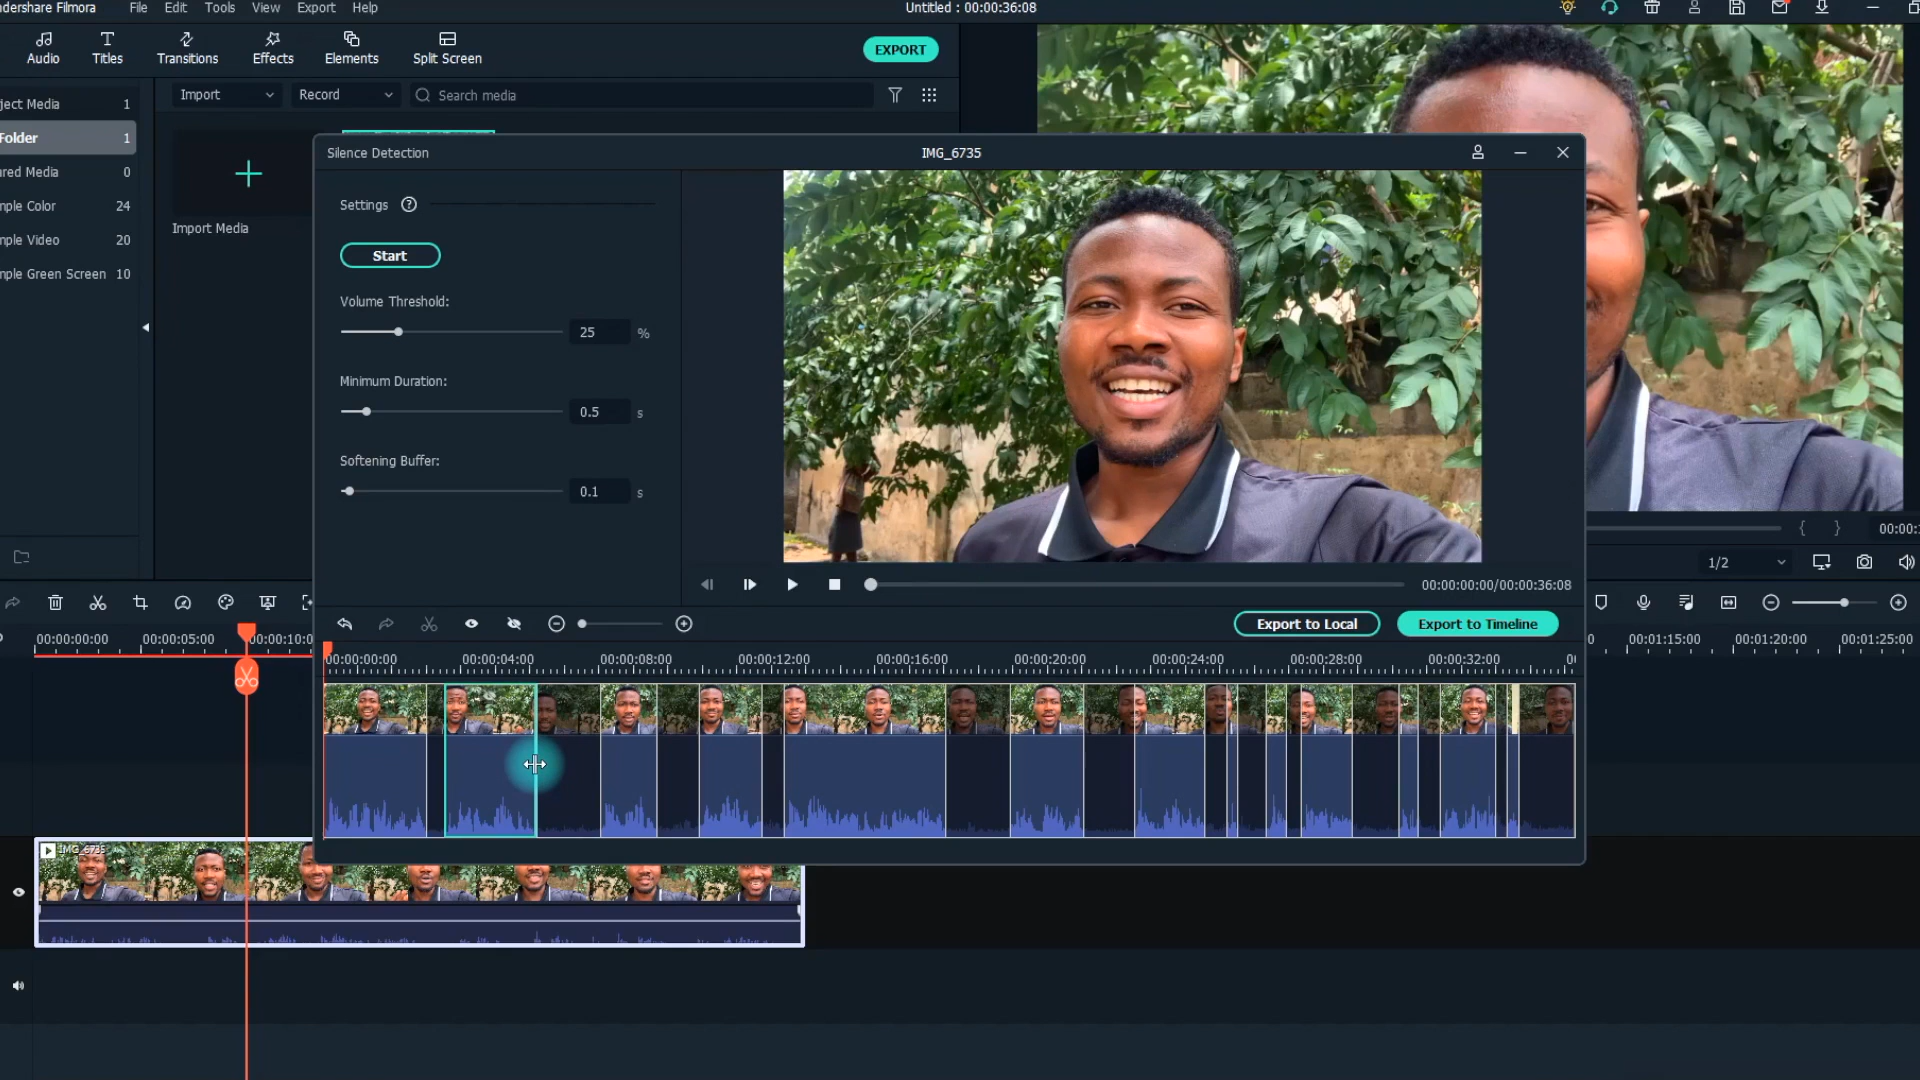 ndershare Filmora
File
Edit
Tools
View
Export
Help
Untitled : 00:00:36:08
Audio
Titles
Transitions
Effects
Elements
Split Screen
EXPORT
Import
Record
Search media
ject Media 1
Folder 1
ared Media 0
mple Color 24
mple Video 20
mple Green Screen 10
Import Media
Silence Detection
IMG_6735
Settings
?
Start
Volume Threshold:
25 %
Minimum Duration:
0.5 s
Softening Buffer:
0.1 s
00:00:00:00/00:00:36:08
Export to Local
Export to Timeline
00:00:00:00
00:00:04:00
00:00:08:00
00:00:12:00
00:00:16:00
00:00:20:00
00:00:24:00
00:00:28:00
00:00:32:00
{ }
1/2
00:00:00:00
00:00:05:00
00:00:10:0
00:01:15:00
00:01:20:00
00:01:25:00
IMG_6735